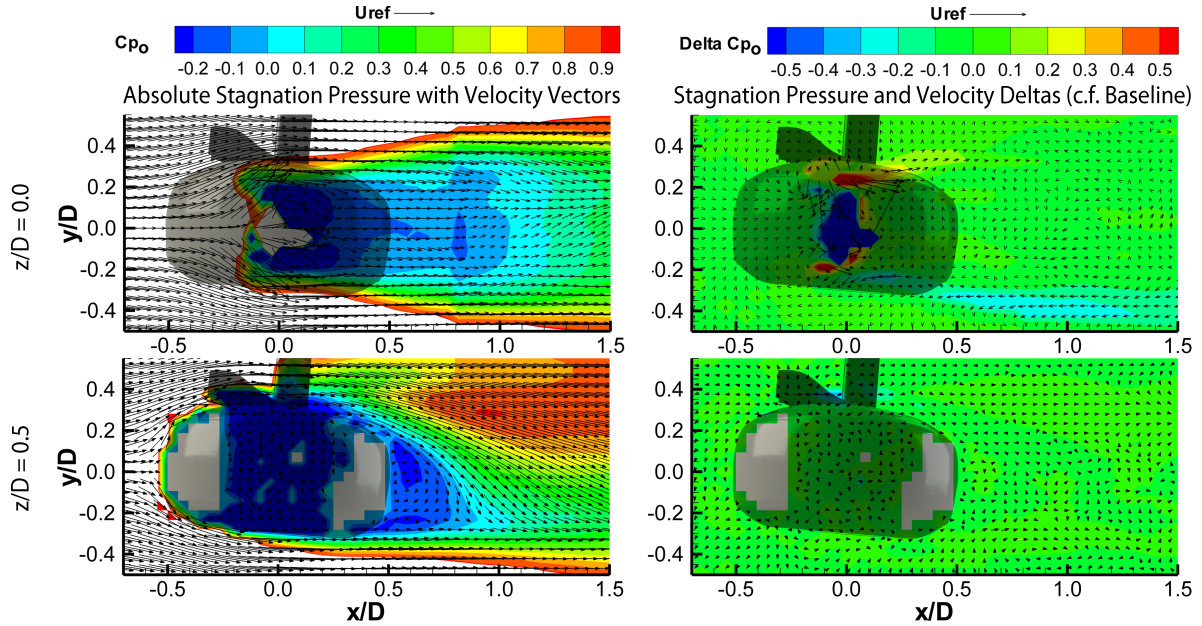 Uref
Cpo
-0.2 -0.1 0.0 0.1 0.2 0.3 0.4 0.5 0.6 0.7 0.8 0.9
Absolute Stagnation Pressure with Velocity Vectors
Uref
Delta Cpo
-0.5 -0.4 -0.3 -0.2 -0.1 0.0 0.1 0.2 0.3 0.4 0.5
Stagnation Pressure and Velocity Deltas (c.f. Baseline)
z/D = 0.0
y/D
0.4
0.2
0.0
-0.2
-0.4
-0.5 0.0 0.5 1.0 1.5
0.4
0.2
0.0
-0.2
-0.4
-0.5 0.0 0.5 1.0 1.5
z/D = 0.5
y/D
0.4
0.2
0.0
-0.2
-0.4
-0.5 0.0 0.5 1.0 1.5
x/D
0.4
0.2
0.0
-0.2
-0.4
-0.5 0.0 0.5 1.0 1.5
x/D